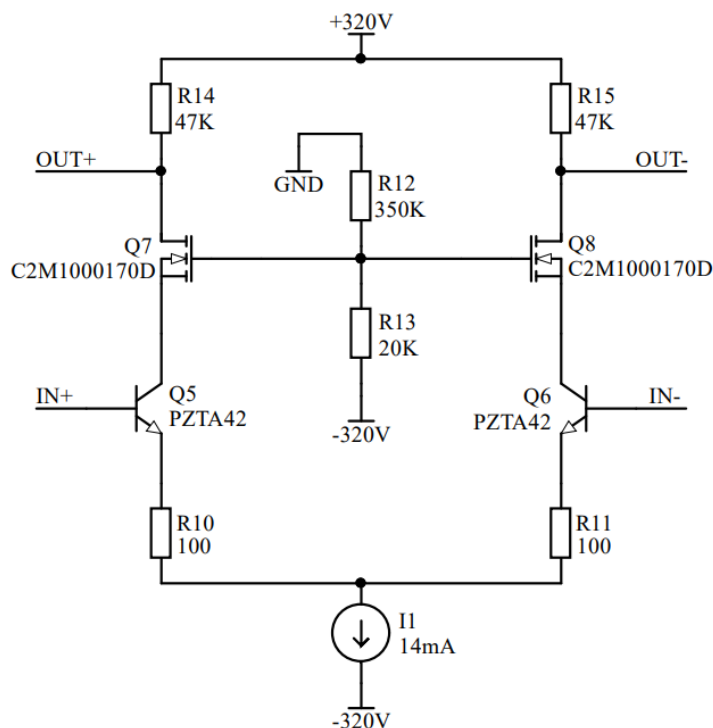 +320V
R14
47K
R15
47K
OUT+
OUT-
GND
R12
350K
Q7
C2M1000170D
Q8
C2M1000170D
R13
20K
IN+
Q5
PZTA42
-320V
Q6
PZTA42
IN-
R10
100
R11
100
I1
14mA
-320V